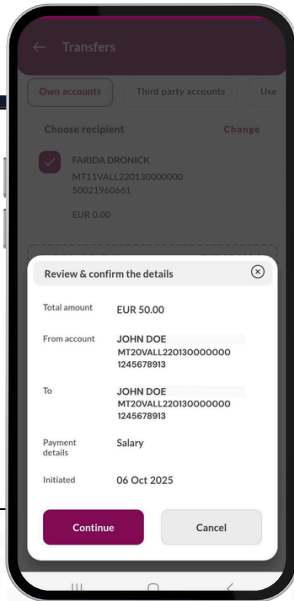 ← Transfers
Own accounts Third party accounts Use
Choose recipient Change
FARIDA DRONICK
MT11VALL220130000000
50021960661
EUR 0.00
Review & confirm the details
Total amount EUR 50.00
From account JOHN DOE
MT20VALL220130000000
1245678913
To JOHN DOE
MT20VALL220130000000
1245678913
Payment details Salary
Initiated 06 Oct 2025
Continue Cancel